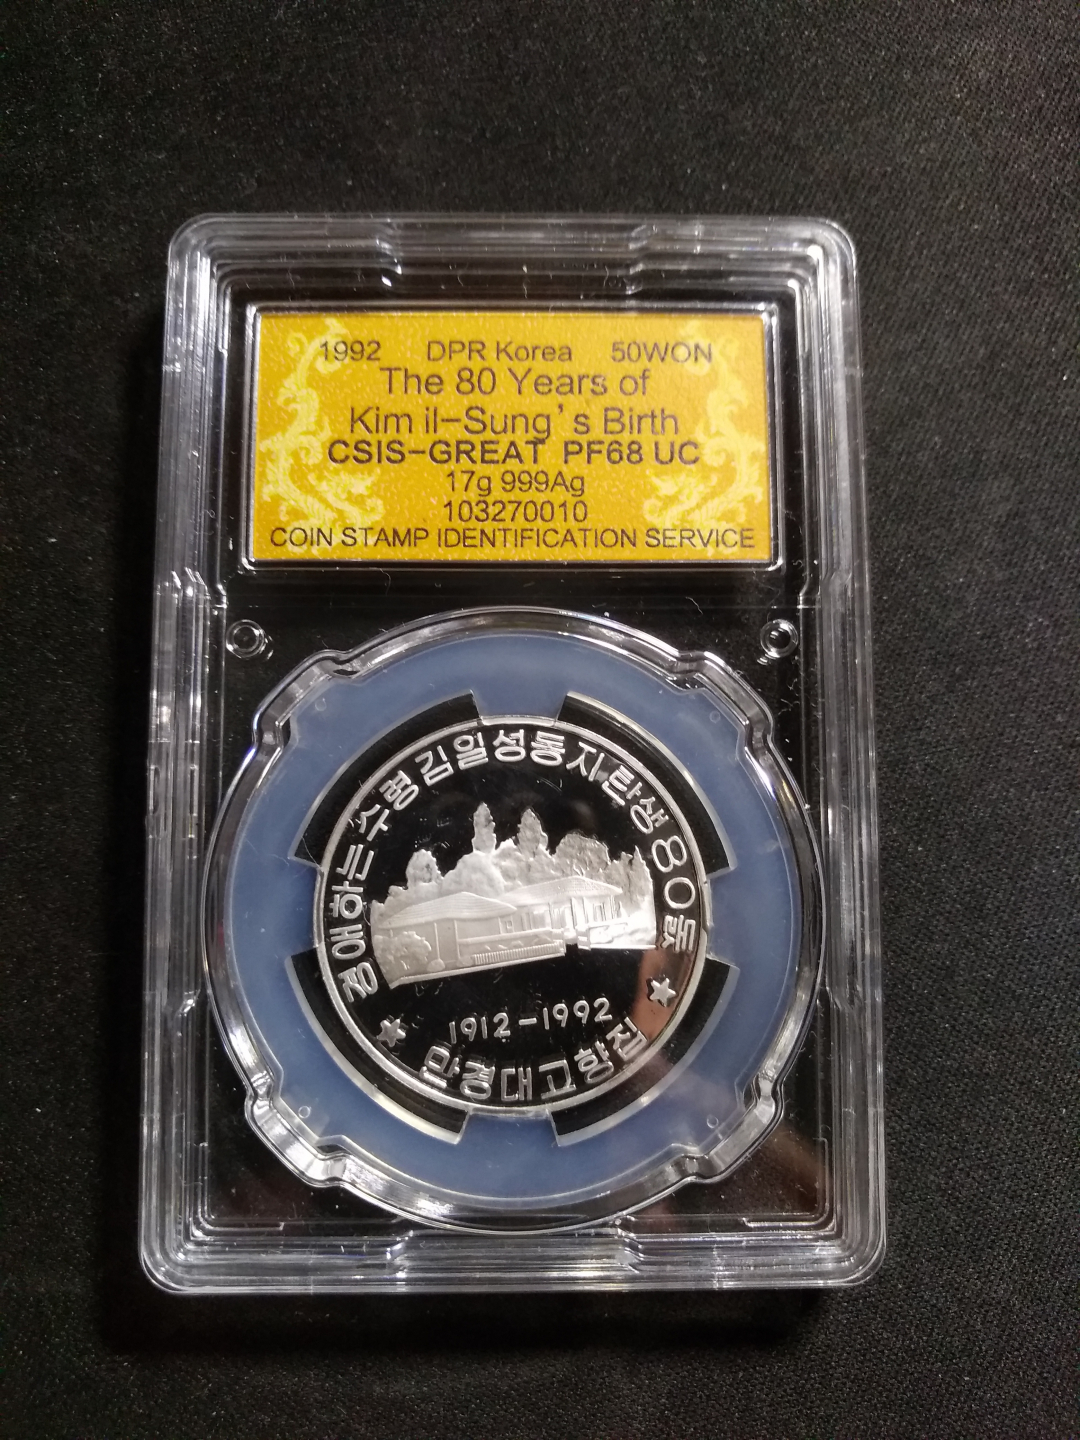 1992 DPR Korea 50WON
The 80 Years of
Kim il-Sung's Birth
CSIS-GREAT PF68 UC
17g 999Ag
103270010
COIN STAMP IDENTIFICATION SERVICE
경애하는수령김일성동지탄생80돐
1912-1992
만경대고향집